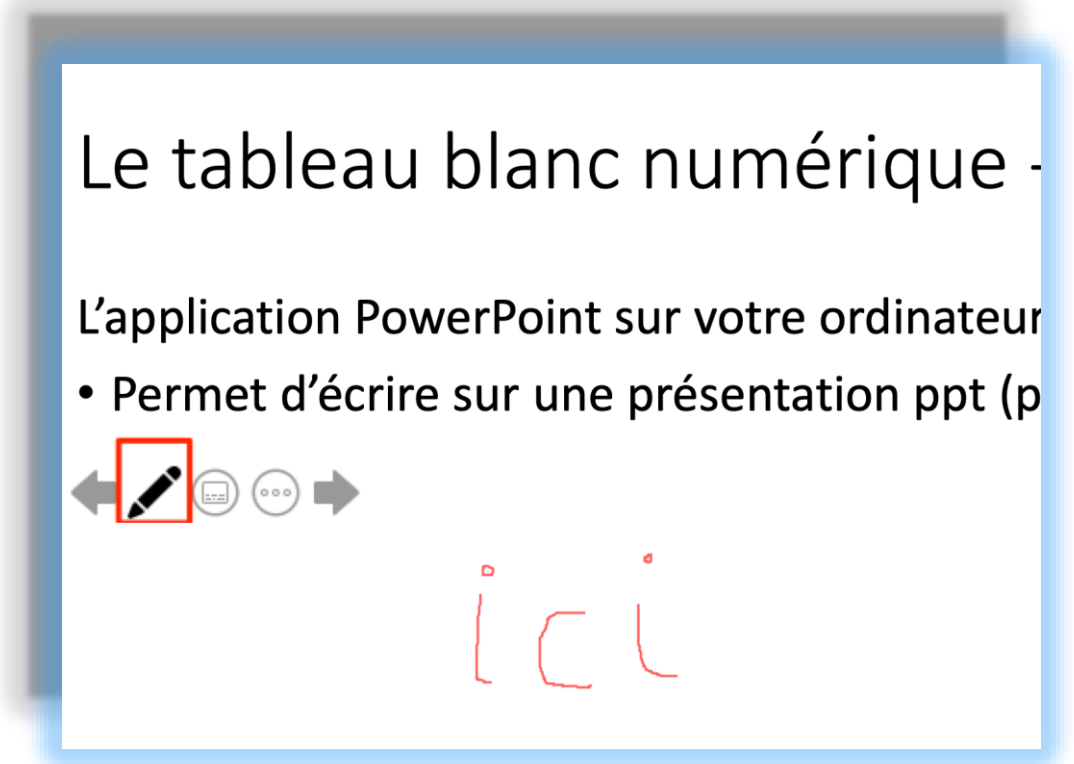 Le tableau blanc numérique -
L’application PowerPoint sur votre ordinateur
• Permet d’écrire sur une présentation ppt (p
ici